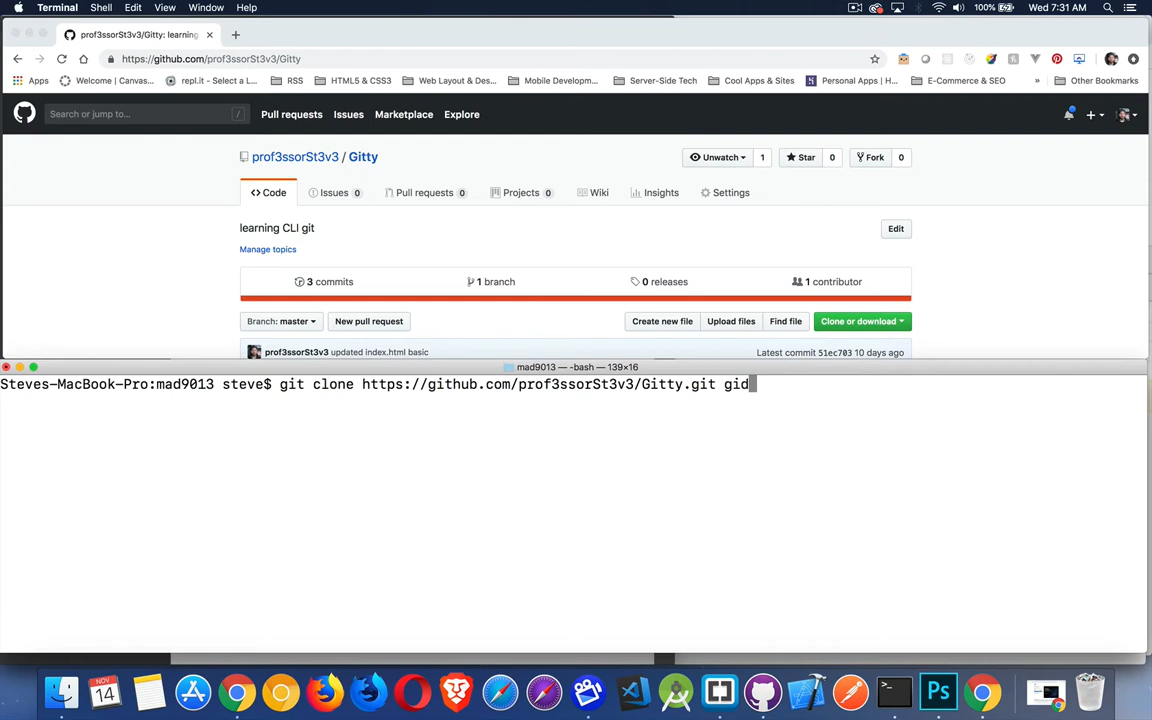 Shell Edit View Window Help 100% Wed 7:31 AM
Terminal
prof3ssorSt3v3/Gitty: learning
https://github.com/prof3ssorSt3v3/Gitty
Apps Welcome | Canvas... repl.it - Select a L... RSS HTML5 & CSS3 Web Layout & Des... Mobile Developm... Server-Side Tech Cool Apps & Sites Personal Apps | H... E-Commerce & SEO » Other Bookmarks
Search or jump to... / Pull requests Issues Marketplace Explore
prof3ssorSt3v3 / Gitty Unwatch 1 Star 0 Fork 0
Code Issues 0 Pull requests 0 Projects 0 Wiki Insights Settings
learning CLI git Edit
Manage topics
3 commits 1 branch 0 releases 1 contributor
Branch: master New pull request Create new file Upload files Find file Clone or download
prof3ssorSt3v3 updated index.html basic Latest commit 51ec703 10 days ago
mad9013 — -bash — 139×16
Steves-MacBook-Pro:mad9013 steve$ git clone https://github.com/prof3ssorSt3v3/Gitty.git gid
NOV
14
Ps